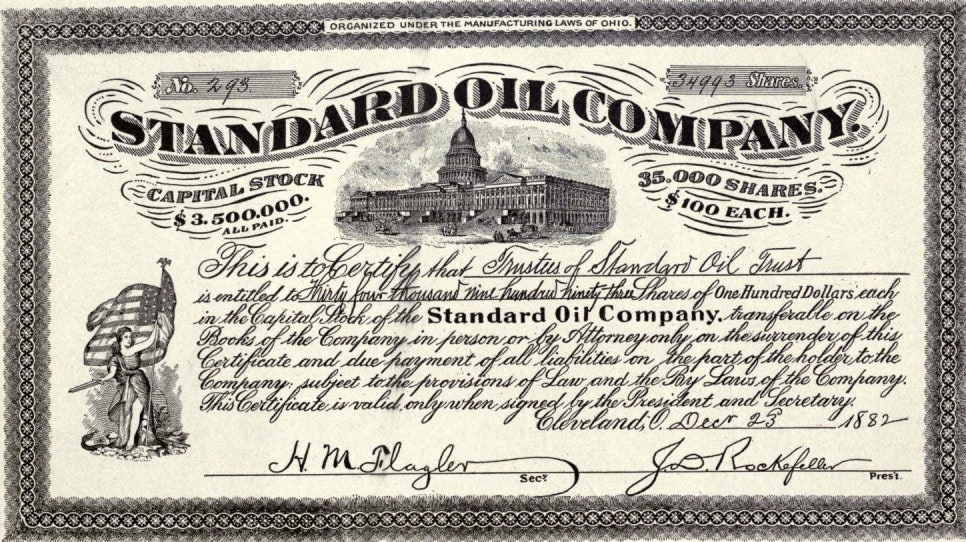 ORGANIZED UNDER THE MANUFACTURING LAWS OF OHIO.
No. 293
34993 Shares.
STANDARD OIL COMPANY.
CAPITAL STOCK
$3.500.000.
ALL PAID.
35.000 SHARES.
$100 EACH.
This is to Certify that Trustees of Standard Oil Trust
is entitled to Thirty four thousand nine hundred ninety three Shares of One Hundred Dollars each
in the Capital Stock of the Standard Oil Company, transferable on the
Books of the Company in person or by Attorney only on the surrender of this
Certificate and due payment of all liabilities on the part of the holder to the
Company: subject to the provisions of Law and the By Laws of the Company.
This Certificate is valid only when signed by the President and Secretary.
Cleveland, O. Decr 23 1882
H. M. Flagler Secy
J. D. Rockefeller Pres't.